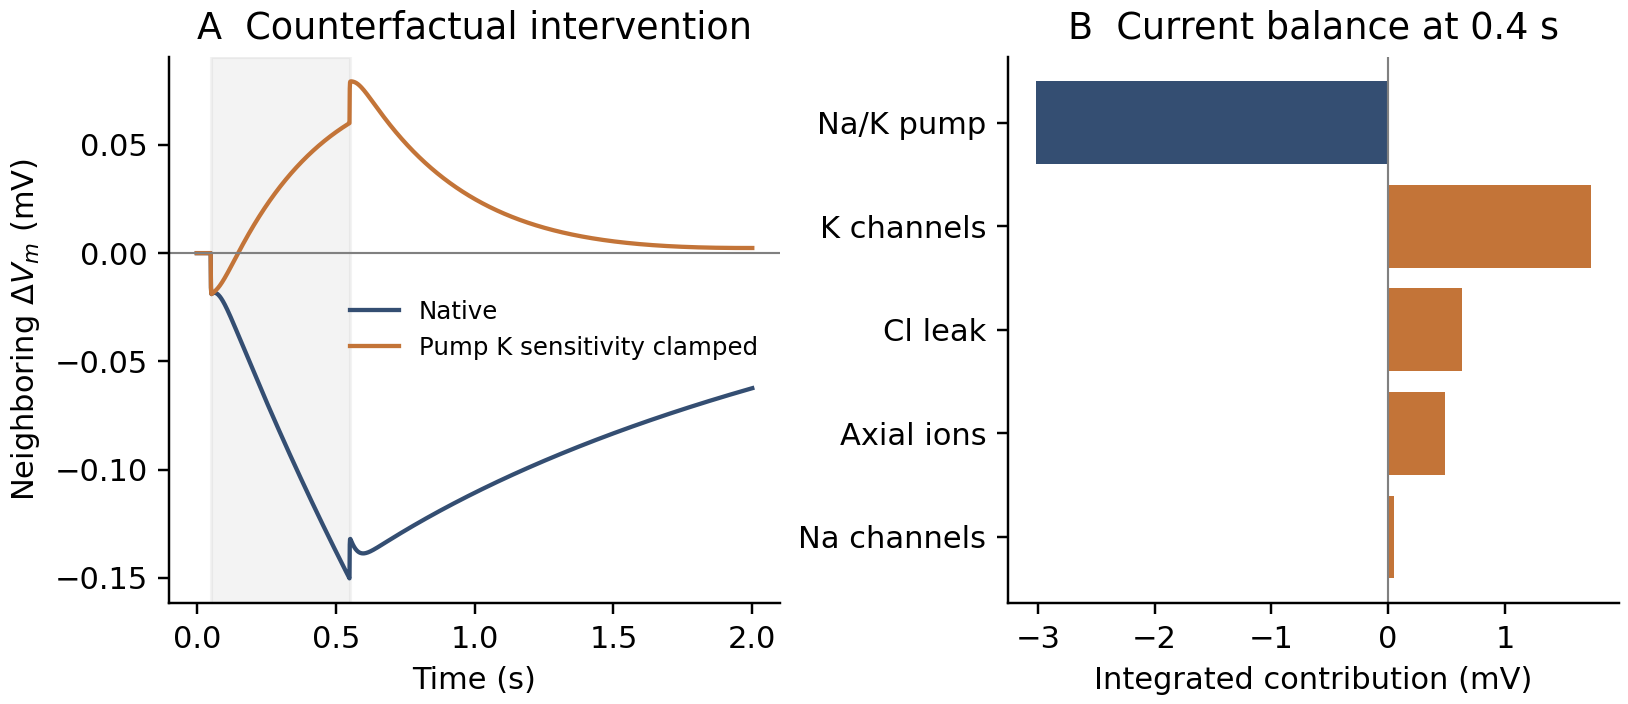 A  Counterfactual intervention
0.05
0.00
−0.05
−0.10
−0.15
Neighboring ΔVm (mV)
Native
Pump K sensitivity clamped
0.0 0.5 1.0 1.5 2.0
Time (s)
B  Current balance at 0.4 s
Na/K pump
K channels
Cl leak
Axial ions
Na channels
−3 −2 −1 0 1
Integrated contribution (mV)